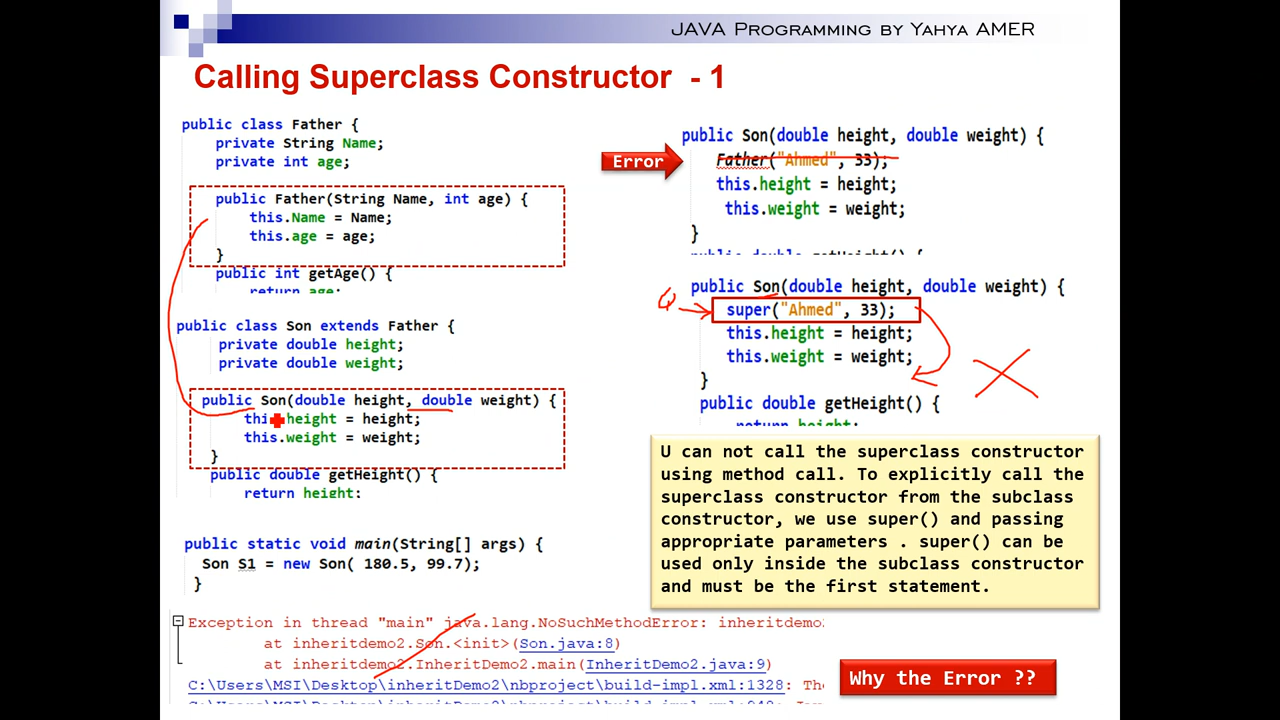 JAVA Programming by Yahya AMER
Calling Superclass Constructor - 1
public class Father {
private String Name;
private int age;
public Father(String Name, int age) {
this.Name = Name;
this.age = age;
}
public int getAge() {
return age;
public class Son extends Father {
private double height;
private double weight;
public Son(double height, double weight) {
this.height = height;
this.weight = weight;
}
public double getHeight() {
return height;
public static void main(String[] args) {
Son S1 = new Son( 180.5, 99.7);
}
Error
public Son(double height, double weight) {
Father("Ahmed", 33);
this.height = height;
this.weight = weight;
}
public double getHeight() {
public Son(double height, double weight) {
super("Ahmed", 33);
this.height = height;
this.weight = weight;
}
public double getHeight() {
return height;
U can not call the superclass constructor
using method call. To explicitly call the
superclass constructor from the subclass
constructor, we use super() and passing
appropriate parameters . super() can be
used only inside the subclass constructor
and must be the first statement.
Exception in thread "main" java.lang.NoSuchMethodError: inheritdemo
at inheritdemo2.Son.<init>(Son.java:8)
at inheritdemo2.InheritDemo2.main(InheritDemo2.java:9)
C:\Users\MSI\Desktop\inheritDemo2\nbproject\build-impl.xml:1328: The
Why the Error ??